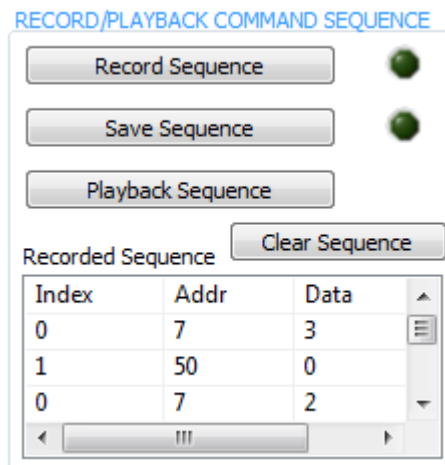 RECORD/PLAYBACK COMMAND SEQUENCE
Record Sequence
Save Sequence
Playback Sequence
Clear Sequence
Recorded Sequence
Index Addr Data
0 7 3
1 50 0
0 7 2